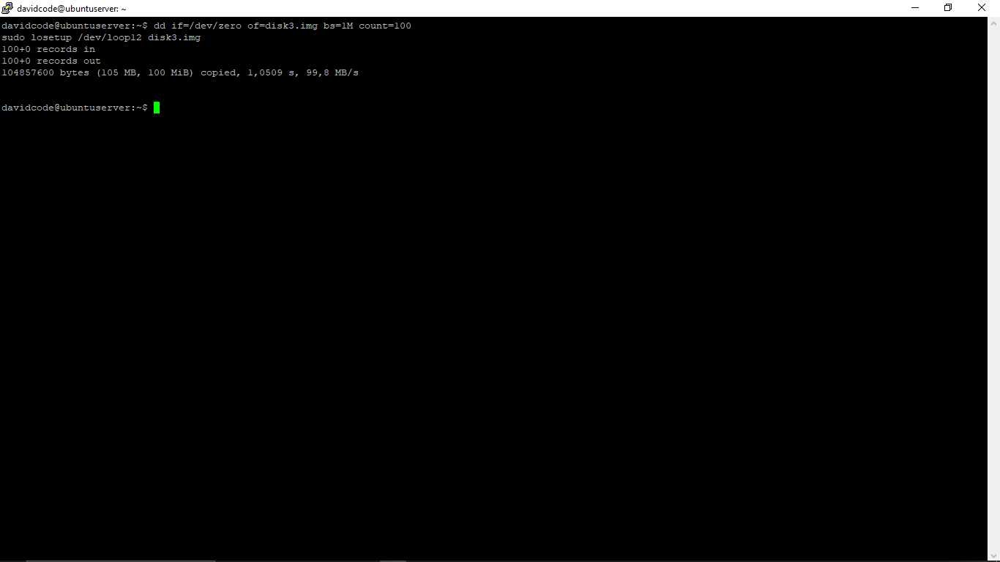 davidcode@ubuntuserver: ~
davidcode@ubuntuserver:~$ dd if=/dev/zero of=disk3.img bs=1M count=100
sudo losetup /dev/loop12 disk3.img
100+0 records in
100+0 records out
104857600 bytes (105 MB, 100 MiB) copied, 1,0509 s, 99,8 MB/s
davidcode@ubuntuserver:~$